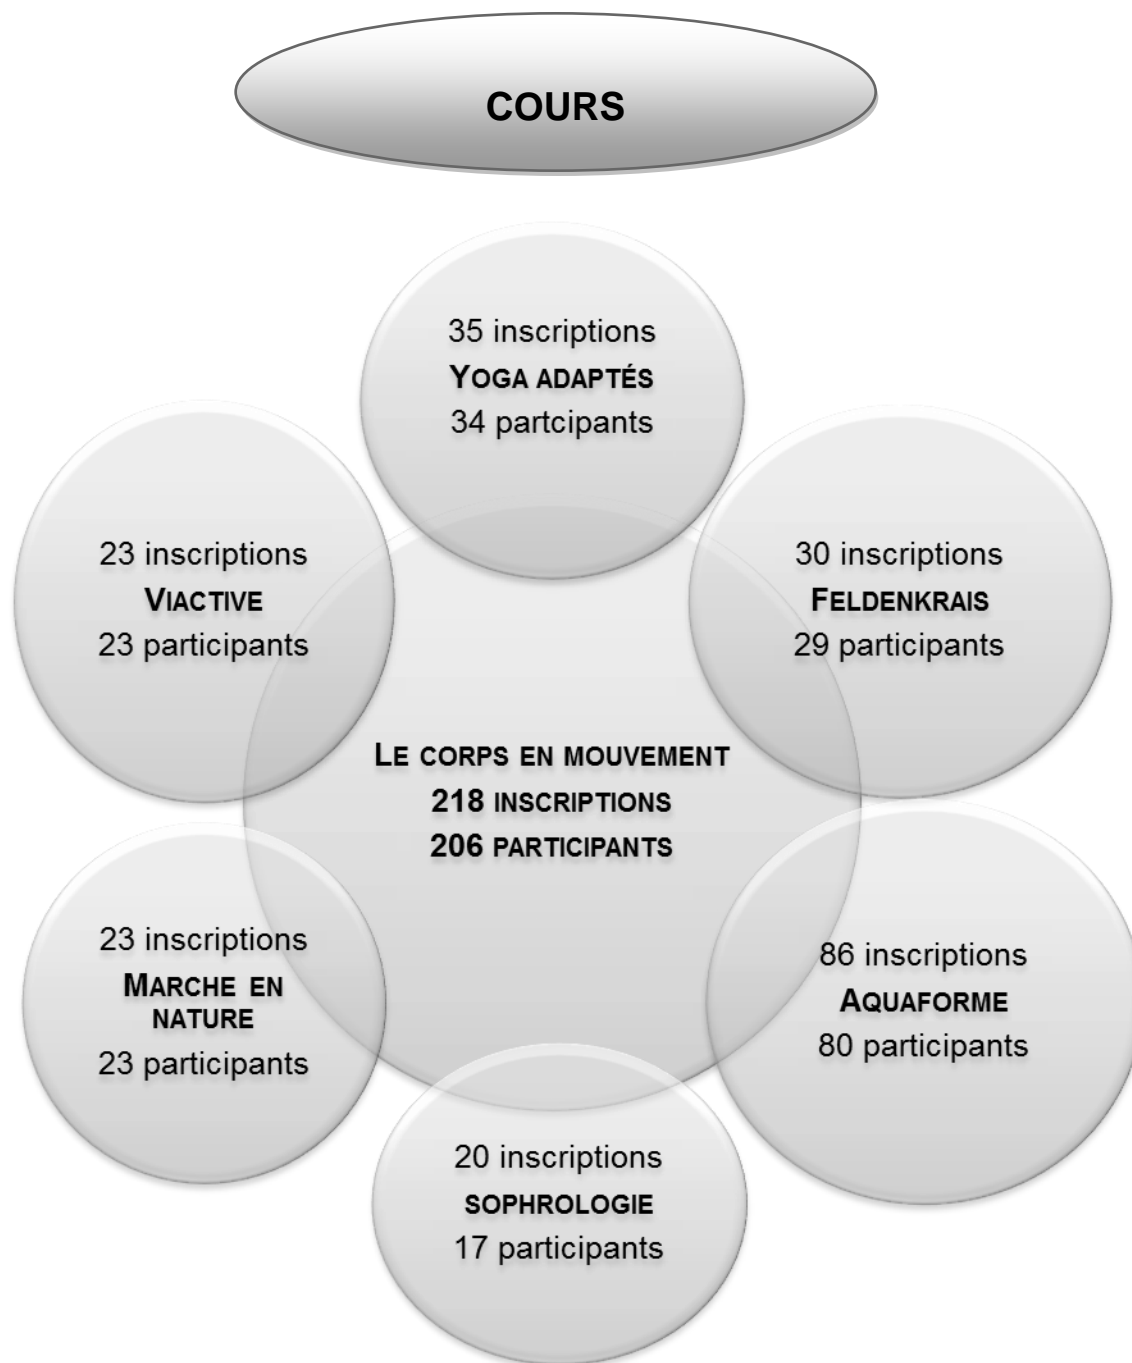 COURS
35 inscriptions
YOGA ADAPTÉS
34 partcipants
23 inscriptions
VIACTIVE
23 participants
30 inscriptions
FELDENKRAIS
29 participants
LE CORPS EN MOUVEMENT
218 INSCRIPTIONS
206 PARTICIPANTS
23 inscriptions
MARCHE EN
NATURE
23 participants
86 inscriptions
AQUAFORME
80 participants
20 inscriptions
SOPHROLOGIE
17 participants